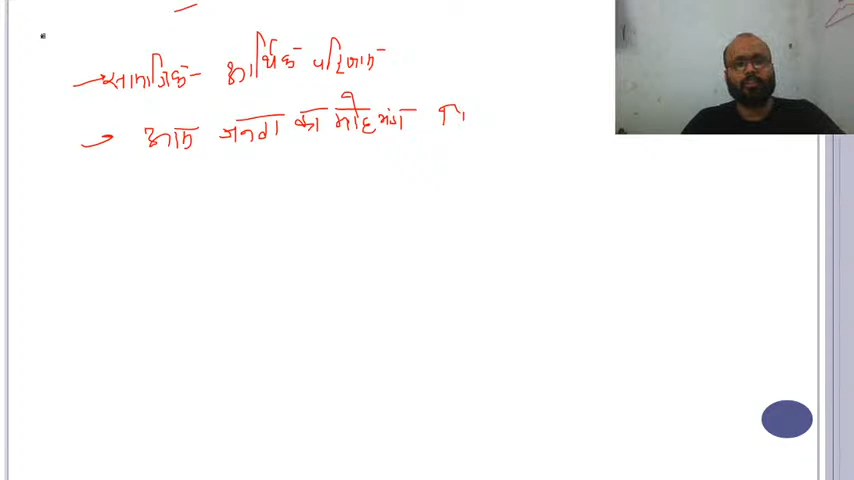 → सामाजिक - आर्थिक परिणाम
→ आम जनता का मोहभंग